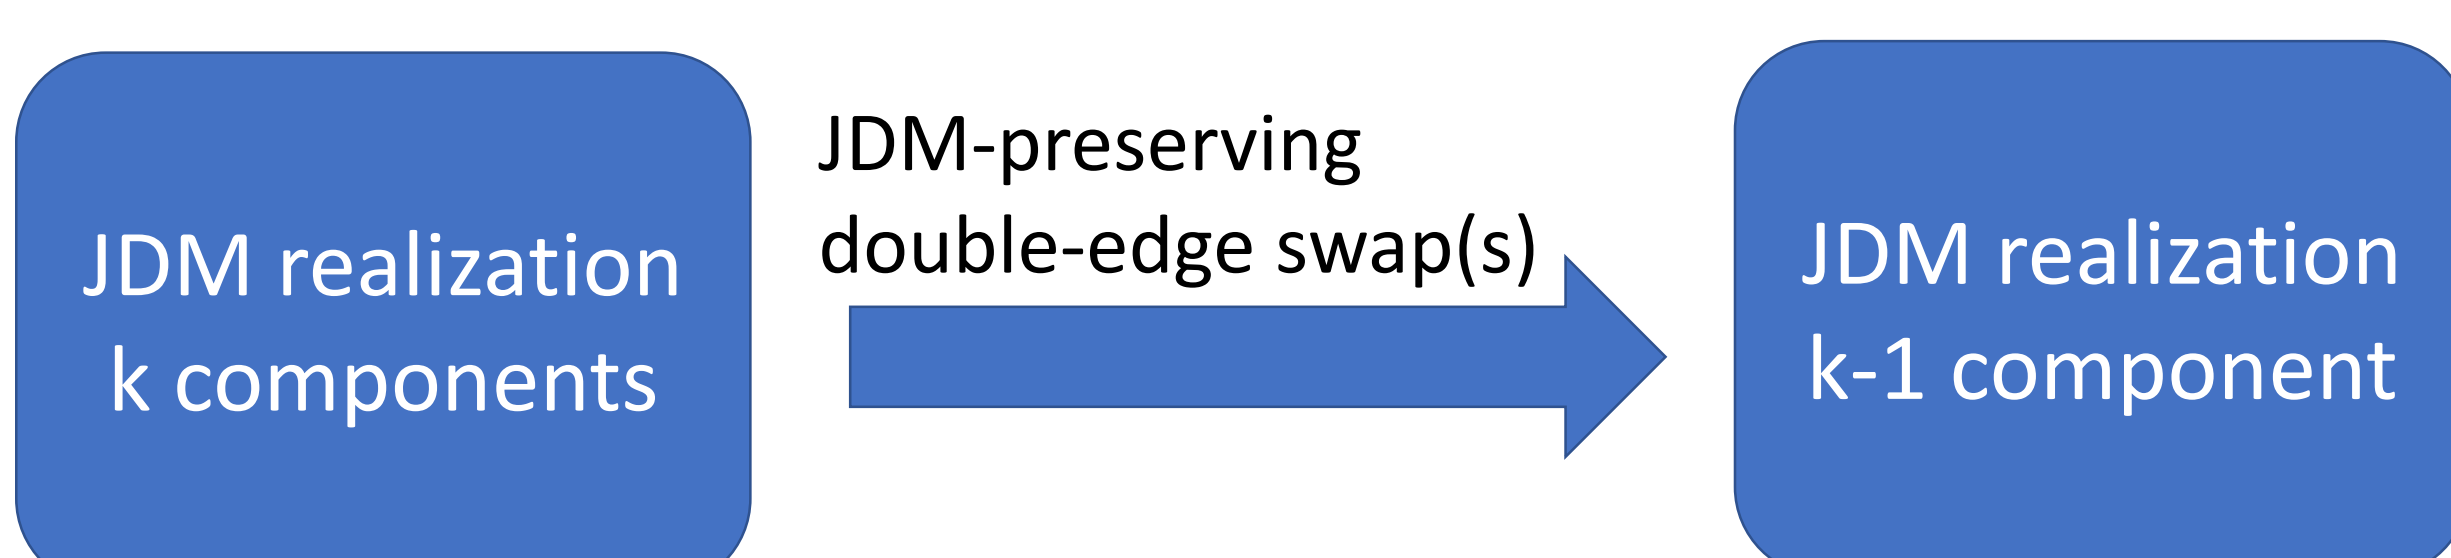 JDM realization
k components
JDM-preserving
double-edge swap(s)
JDM realization
k-1 component